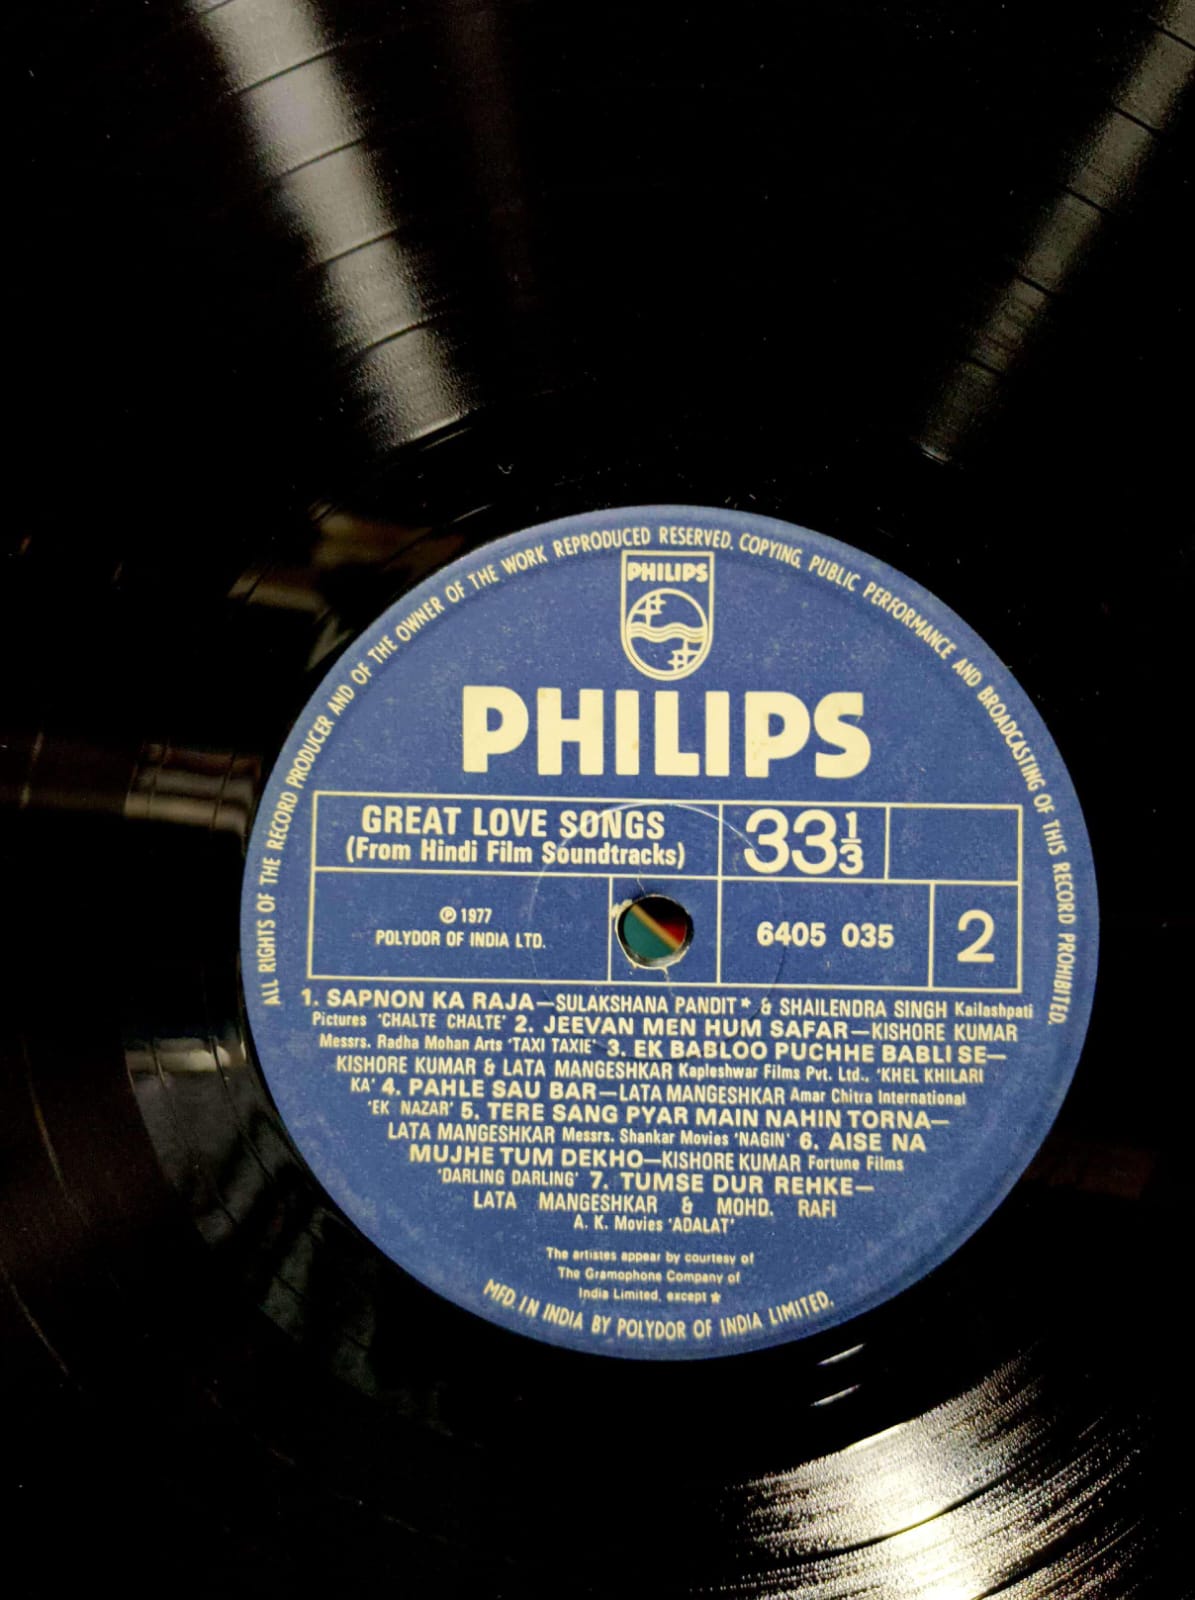 ALL RIGHTS OF THE RECORD PRODUCER AND OF THE OWNER OF THE WORK REPRODUCED RESERVED. COPYING, PUBLIC PERFORMANCE AND BROADCASTING OF THIS RECORD PROHIBITED.
PHILIPS
PHILIPS
GREAT LOVE SONGS
(From Hindi Film Soundtracks)
33⅓
℗ 1977
POLYDOR OF INDIA LTD.
6405 035
2
1. SAPNON KA RAJA—SULAKSHANA PANDIT* & SHAILENDRA SINGH Kailashpati
Pictures 'CHALTE CHALTE' 2. JEEVAN MEN HUM SAFAR—KISHORE KUMAR
Messrs. Radha Mohan Arts 'TAXI TAXIE' 3. EK BABLOO PUCHHE BABLI SE—
KISHORE KUMAR & LATA MANGESHKAR Kapleshwar Films Pvt. Ltd., 'KHEL KHILARI
KA' 4. PAHLE SAU BAR—LATA MANGESHKAR Amar Chitra International
'EK NAZAR' 5. TERE SANG PYAR MAIN NAHIN TORNA—
LATA MANGESHKAR Messrs. Shankar Movies 'NAGIN' 6. AISE NA
MUJHE TUM DEKHO—KISHORE KUMAR Fortune Films
'DARLING DARLING' 7. TUMSE DUR REHKE—
LATA MANGESHKAR & MOHD. RAFI
A. K. Movies 'ADALAT'
The artistes appear by courtesy of
The Gramophone Company of
India Limited, except *
MFD. IN INDIA BY POLYDOR OF INDIA LIMITED.